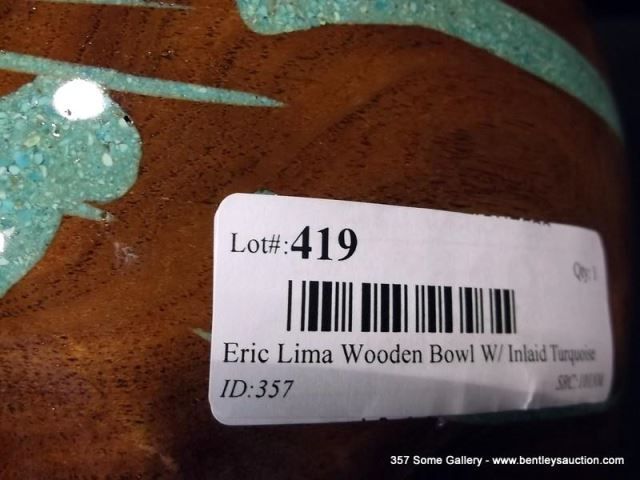 Lot#:419
Qty: 1
Eric Lima Wooden Bowl W/ Inlaid Turquoise
ID:357
357 Some Gallery - www.bentleysauction.com